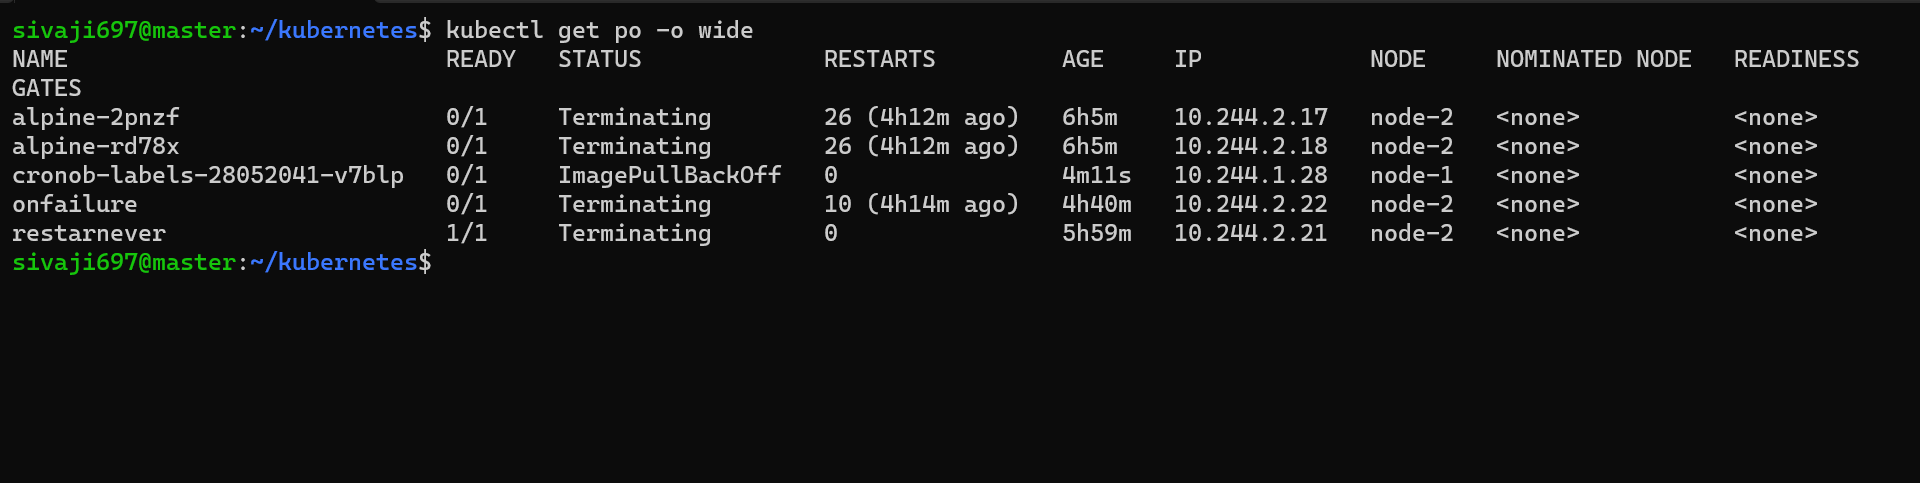 sivaji697@master:~/kubernetes$ kubectl get po -o wide
NAME                           READY   STATUS             RESTARTS         AGE     IP            NODE     NOMINATED NODE   READINESS
GATES
alpine-2pnzf                   0/1     Terminating        26 (4h12m ago)   6h5m    10.244.2.17   node-2   <none>           <none>
alpine-rd78x                   0/1     Terminating        26 (4h12m ago)   6h5m    10.244.2.18   node-2   <none>           <none>
cronob-labels-28052041-v7blp   0/1     ImagePullBackOff   0                4m11s   10.244.1.28   node-1   <none>           <none>
onfailure                      0/1     Terminating        10 (4h14m ago)   4h40m   10.244.2.22   node-2   <none>           <none>
restarnever                    1/1     Terminating        0                5h59m   10.244.2.21   node-2   <none>           <none>
sivaji697@master:~/kubernetes$